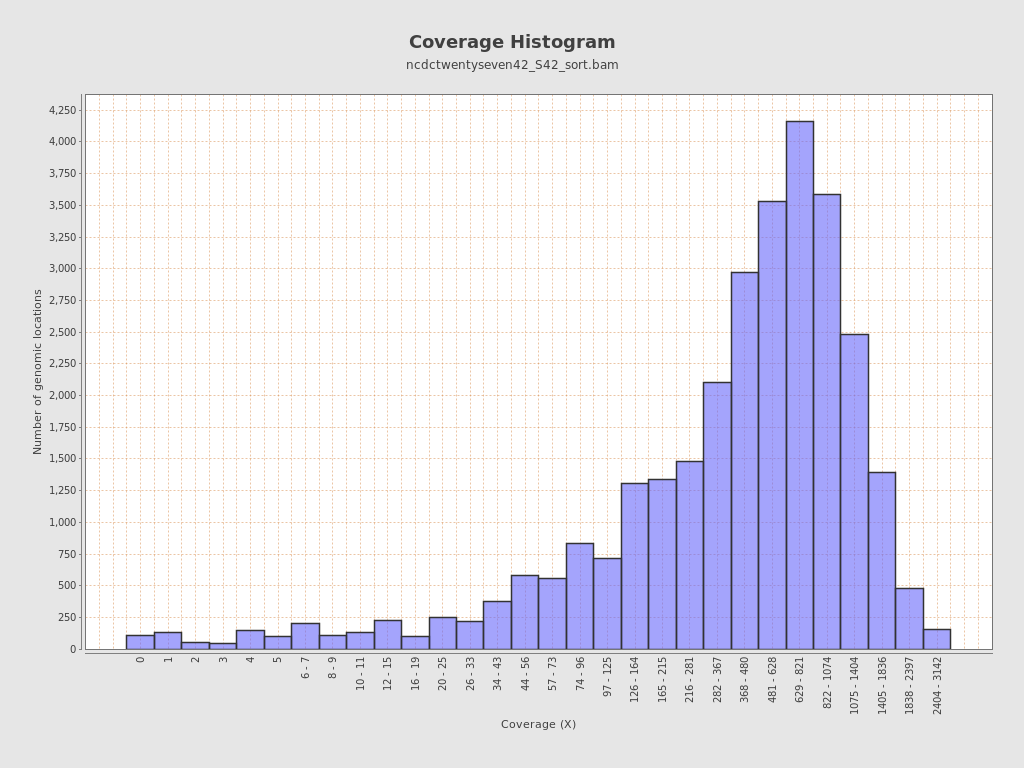 Coverage Histogram
ncdctwentyseven42_S42_sort.bam
Number of genomic locations
4,250
4,000
3,750
3,500
3,250
3,000
2,750
2,500
2,250
2,000
1,750
1,500
1,250
1,000
750
500
250
0
0
1
2
3
4
5
6 - 7
8 - 9
10 - 11
12 - 15
16 - 19
20 - 25
26 - 33
34 - 43
44 - 56
57 - 73
74 - 96
97 - 125
126 - 164
165 - 215
216 - 281
282 - 367
368 - 480
481 - 628
629 - 821
822 - 1074
1075 - 1404
1405 - 1836
1838 - 2397
2404 - 3142
Coverage (X)